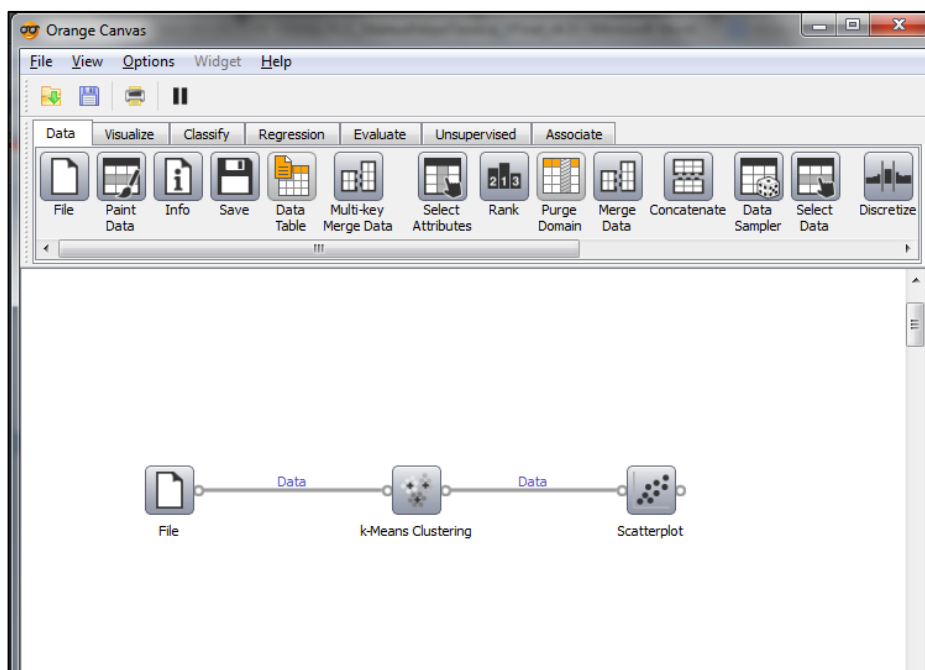 Orange Canvas
File View Options Widget Help
Data Visualize Classify Regression Evaluate Unsupervised Associate
File Paint Data Info Save Data Table Multi-key Merge Data Select Attributes Rank Purge Domain Merge Data Concatenate Data Sampler Select Data Discretize
Data Data
File k-Means Clustering Scatterplot